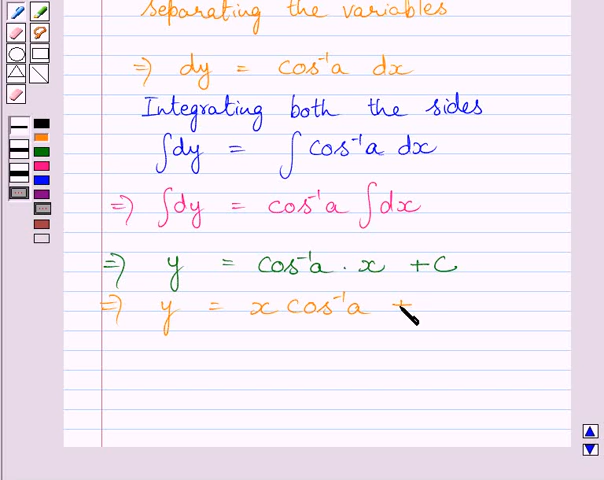 Separating the variables
=> dy = cos⁻¹a dx
Integrating both the sides
∫dy = ∫ cos⁻¹a dx
=> ∫dy = cos⁻¹a ∫dx
=> y = cos⁻¹a · x + c
=> y = x cos⁻¹a +